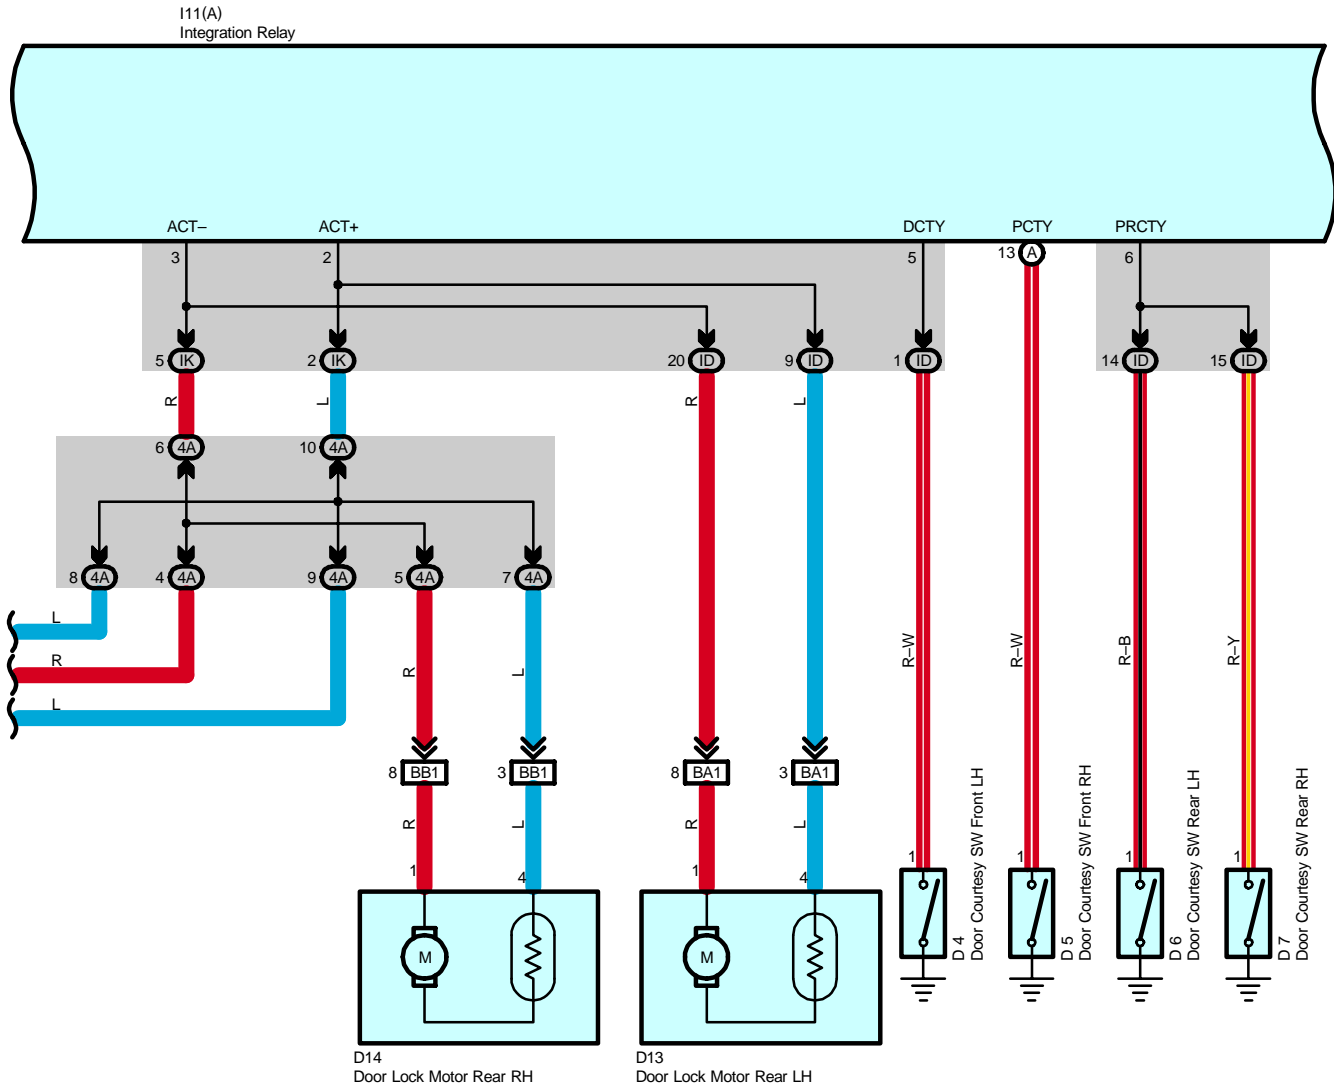 I11(A)
Integration Relay
ACT–
ACT+
DCTY
PCTY
PRCTY
3
2
5
13 A
6
5 IK
2 IK
20 ID
9 ID
1 ID
14 ID
15 ID
R
L
R
L
6 4A
10 4A
8 4A
4 4A
9 4A
5 4A
7 4A
L
R
L
R
L
R–W
R–W
R–B
R–Y
8 BB1
3 BB1
8 BA1
3 BA1
R
L
R
L
1
4
1
4
1
1
1
1
M
M
D 4
Door Courtesy SW Front LH
D 5
Door Courtesy SW Front RH
D 6
Door Courtesy SW Rear LH
D 7
Door Courtesy SW Rear RH
D14
Door Lock Motor Rear RH
D13
Door Lock Motor Rear LH